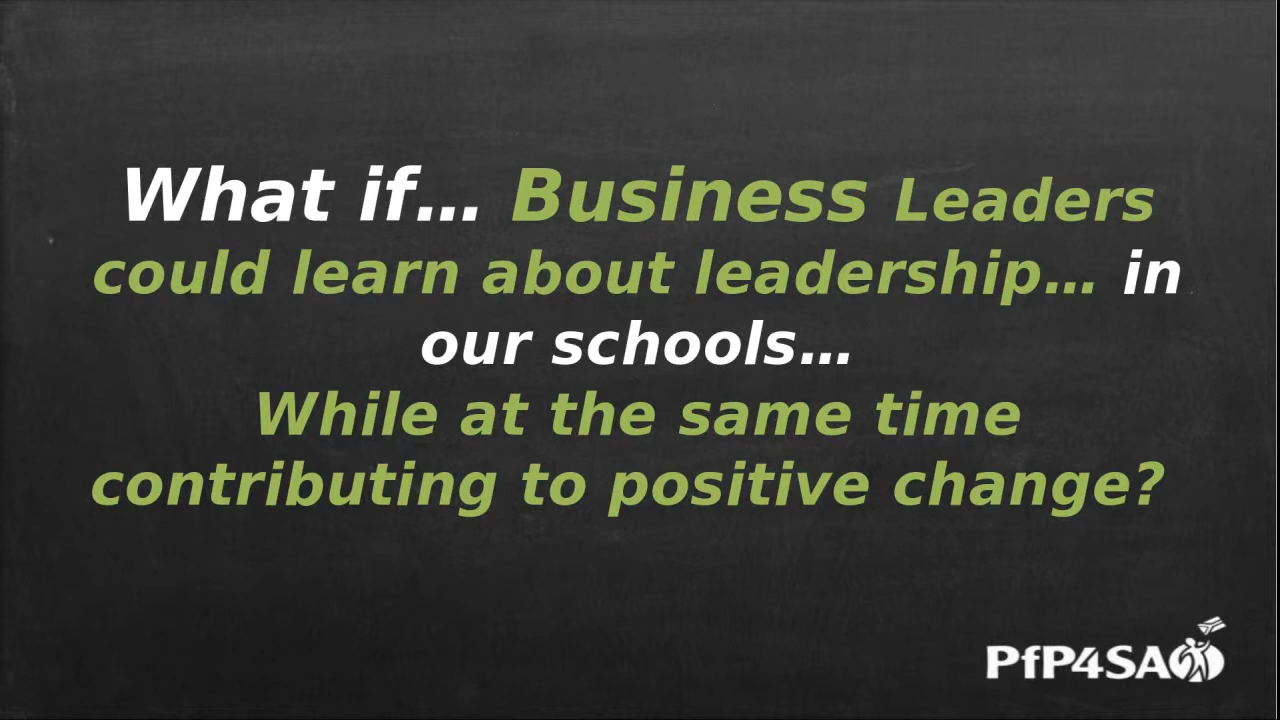 What if… Business Leaders
could learn about leadership… in
our schools…
While at the same time
contributing to positive change?
PfP4SA